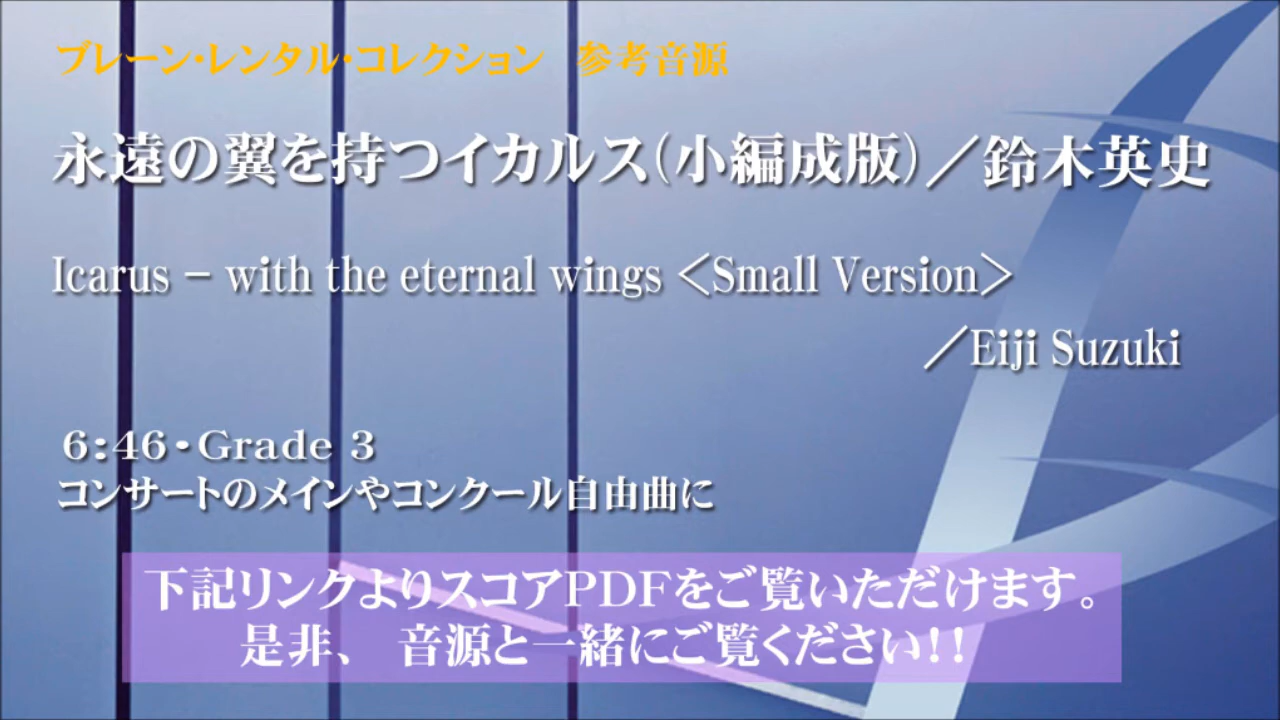 ブレーン・レンタル・コレクション　参考音源
永遠の翼を持つイカルス(小編成版)／鈴木英史
Icarus – with the eternal wings ＜Small Version＞
／Eiji Suzuki
6:46・Grade 3
コンサートのメインやコンクール自由曲に
下記リンクよりスコアPDFをご覧いただけます。
是非、 音源と一緒にご覧ください!!